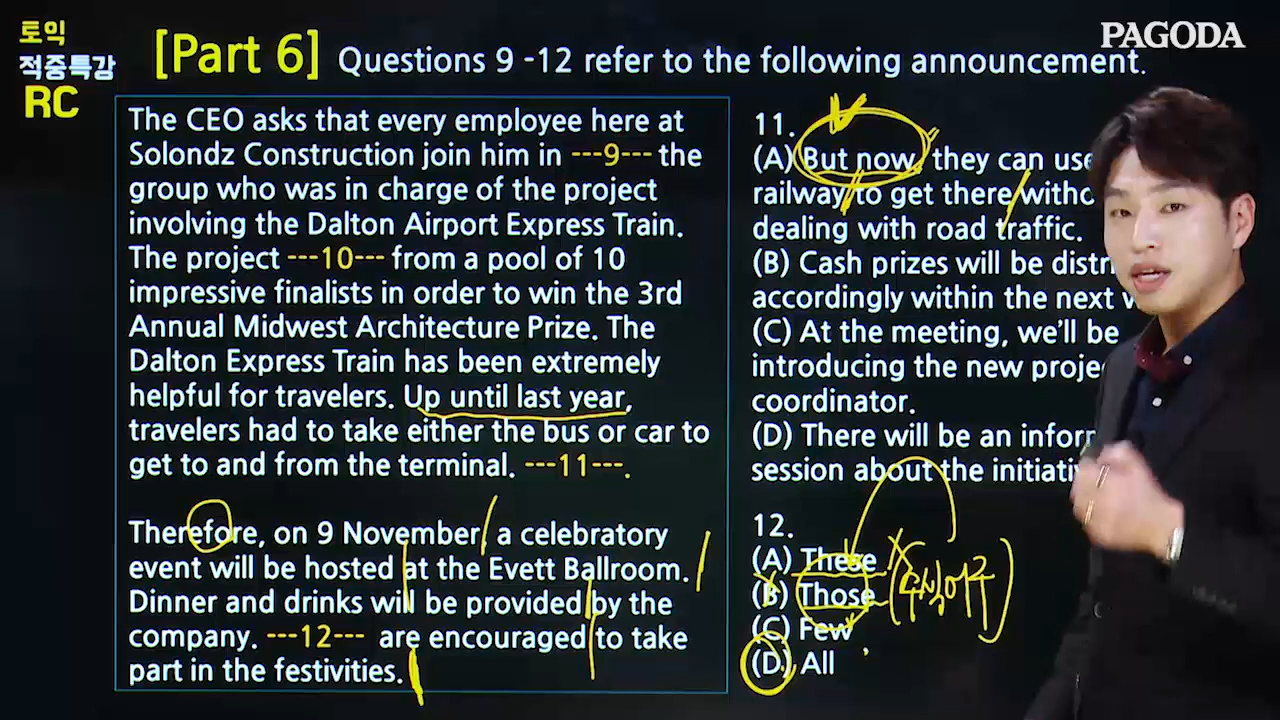 토익
적중특강
RC
[Part 6] Questions 9 -12 refer to the following announcement.
PAGODA
The CEO asks that every employee here at
Solondz Construction join him in ---9--- the
group who was in charge of the project
involving the Dalton Airport Express Train.
The project ---10--- from a pool of 10
impressive finalists in order to win the 3rd
Annual Midwest Architecture Prize. The
Dalton Express Train has been extremely
helpful for travelers. Up until last year,
travelers had to take either the bus or car to
get to and from the terminal. ---11---.
Therefore, on 9 November, a celebratory
event will be hosted at the Evett Ballroom.
Dinner and drinks will be provided by the
company. ---12--- are encouraged to take
part in the festivities.
11.
(A) But now, they can use
railway to get there
dealing with road traffic.
(B) Cash prizes will be
accordingly within the next
(C) At the meeting, we'll be
introducing the new
coordinator.
(D) There will be an
session about the
12.
(A) These
(B) Those
(C) Few
(D) All